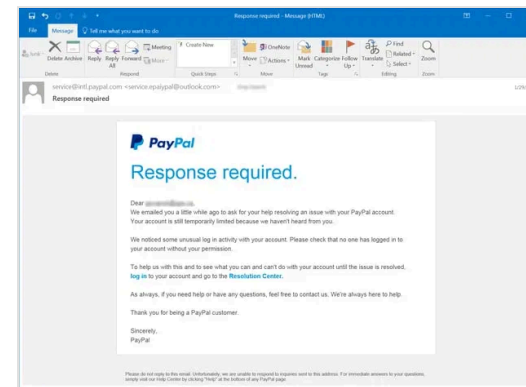 Response required - Message (HTML)
File Message Tell me what you want to do
Junk Delete Archive Reply Reply All Forward Meeting More Create New Move OneNote Actions Mark Unread Categorize Follow Up Translate Find Related Select Zoom
Delete Respond Quick Steps Move Tags Editing Zoom
service@intl.paypal.com <service.epalypal@outlook.com>
Response required
PayPal
Response required.
Dear
We emailed you a little while ago to ask for your help resolving an issue with your PayPal account.
Your account is still temporarily limited because we haven't heard from you.
We noticed some unusual log in activity with your account. Please check that no one has logged in to
your account without your permission.
To help us with this and to see what you can and can't do with your account until the issue is resolved,
log in to your account and go to the Resolution Center.
As always, if you need help or have any questions, feel free to contact us. We're always here to help.
Thank you for being a PayPal customer.
Sincerely,
PayPal
Please do not reply to this email. Unfortunately, we are unable to respond to inquiries sent to this address. For immediate answers to your questions,
simply visit our Help Center by clicking "Help" at the bottom of any PayPal page.